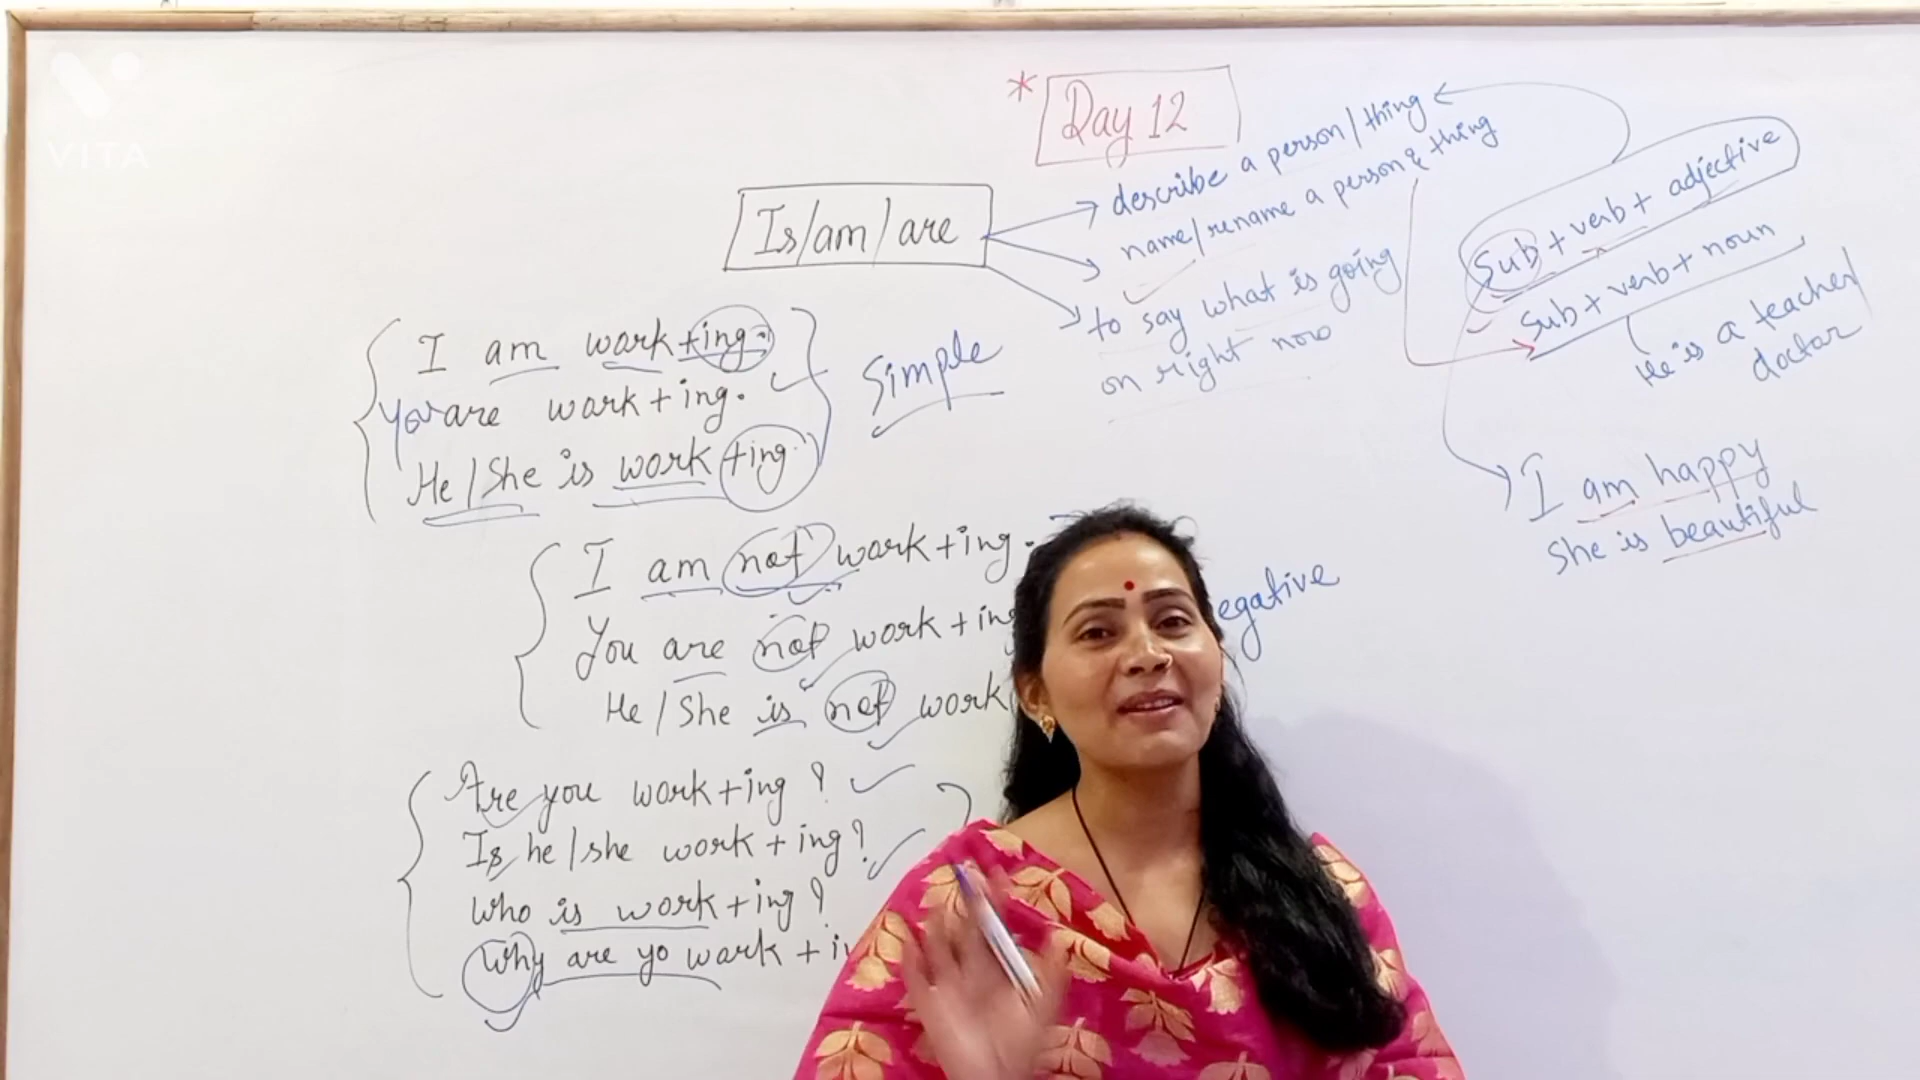 VITA
* Day 12
Is/am/are
describe a person/thing
name/rename a person & thing
to say what is going
on right now
Sub + verb + adjective
Sub + verb + noun
He is a teacher
doctor
I am happy
She is beautiful
I am work+ing.
You are work+ing.
He/She is work+ing.
Simple
I am not work+ing.
You are not work+ing
He/She is not work
egative
Are you work+ing?
Is he/she work+ing?
Who is work+ing?
Why are yo work+i